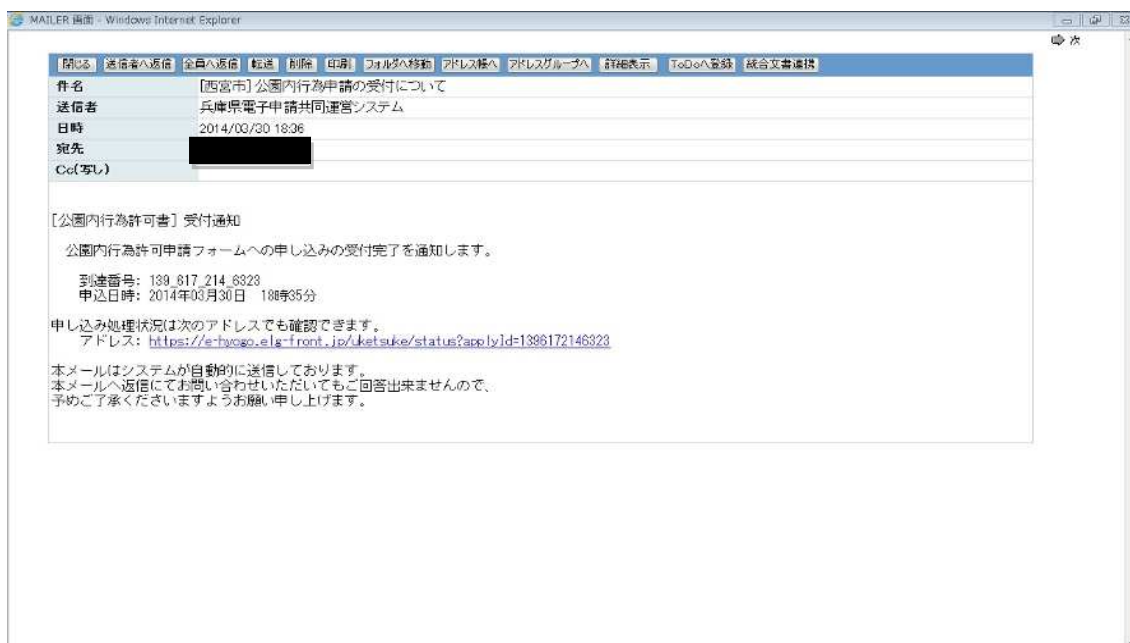 MAILER 画面 - Windows Internet Explorer
次
閉じる 送信者へ返信 全員へ返信 転送 削除 印刷 フォルダへ移動 アドレス帳へ アドレスグループへ 詳細表示 ToDoへ登録 統合文書連携
件名 [西宮市]公園内行為申請の受付について
送信者 兵庫県電子申請共同運営システム
日時 2014/03/30 18:36
宛先
Cc(写し)
[公園内行為許可書] 受付通知
公園内行為許可申請フォームへの申し込みの受付完了を通知します。
到達番号: 139_617_214_6323
申込日時: 2014年03月30日 18時35分
申し込み処理状況は次のアドレスでも確認できます。
アドレス: https://e-hyogo.elg-front.jp/uketsuke/status?applyId=1396172146323
本メールはシステムが自動的に送信しております。
本メールへ返信にてお問い合わせいただいてもご回答出来ませんので、
予めご了承くださいますようお願い申し上げます。